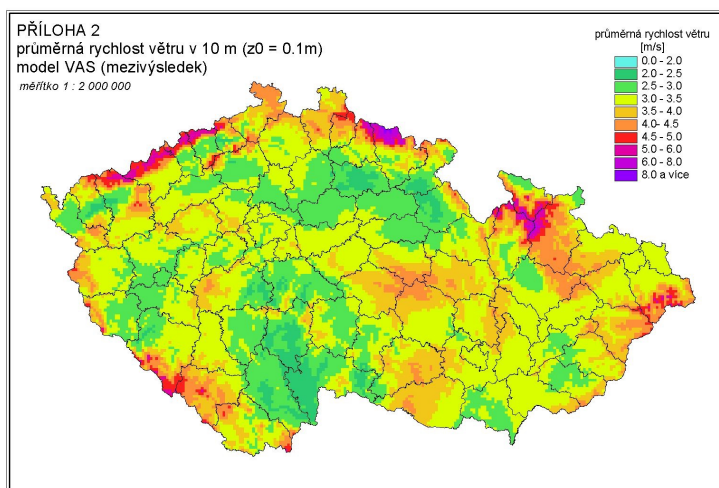 PŘÍLOHA 2
průměrná rychlost větru v 10 m (z0 = 0.1m)
model VAS (mezivýsledek)
měřítko 1 : 2 000 000
průměrná rychlost větru
[m/s]
0.0 - 2.0
2.0 - 2.5
2.5 - 3.0
3.0 - 3.5
3.5 - 4.0
4.0- 4.5
4.5 - 5.0
5.0 - 6.0
6.0 - 8.0
8.0 a více